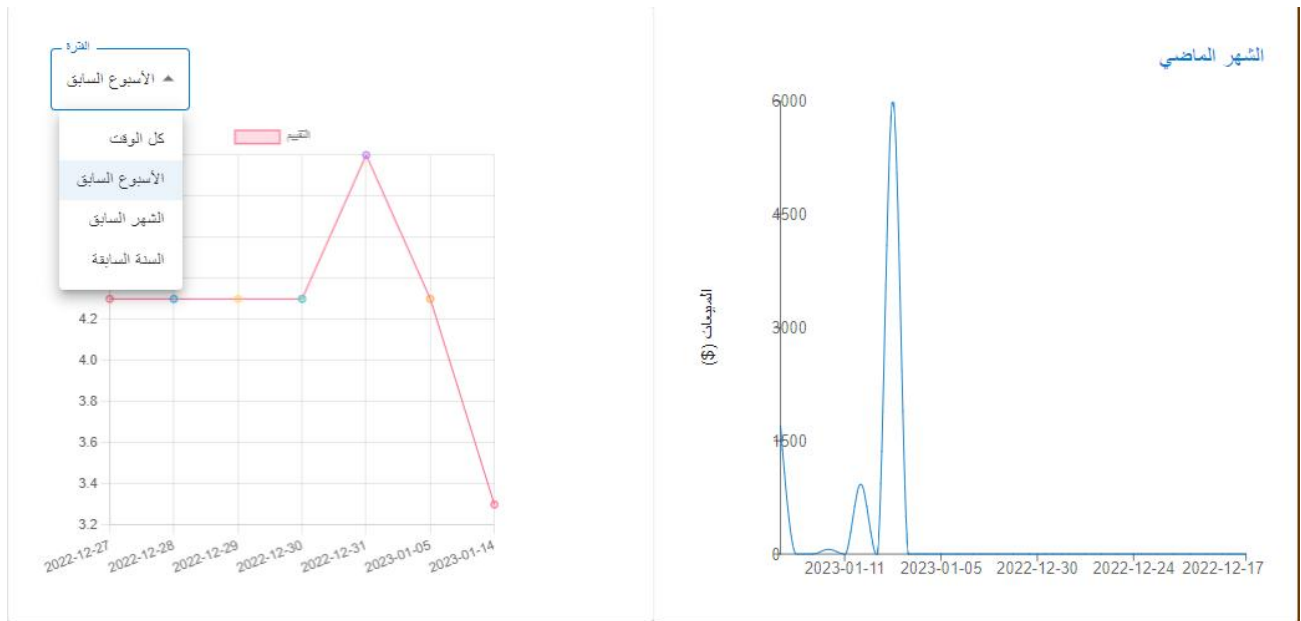 الفترة
الأسبوع السابق
كل الوقت
الأسبوع السابق
الشهر السابق
السنة السابقة
التقييم
4.2
4.0
3.8
3.6
3.4
3.2
2022-12-27
2022-12-28
2022-12-29
2022-12-30
2022-12-31
2023-01-05
2023-01-14
الشهر الماضي
المبيعات ($)
6000
4500
3000
1500
0
2023-01-11
2023-01-05
2022-12-30
2022-12-24
2022-12-17